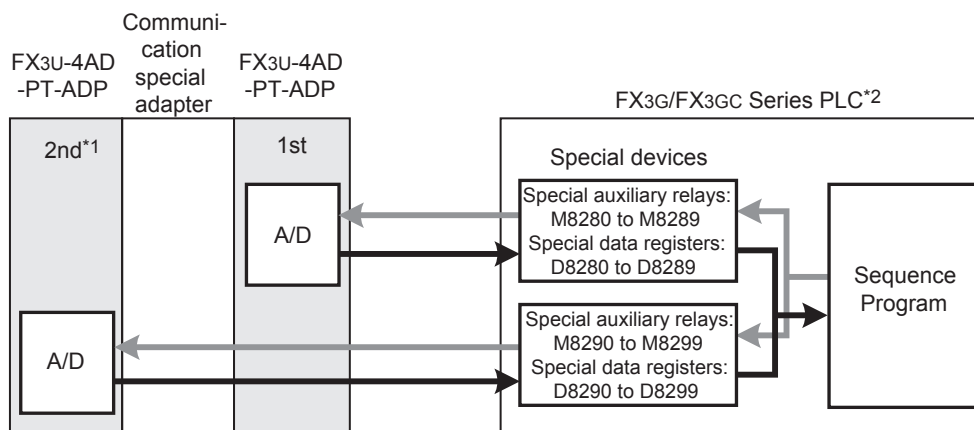 FX3U-4AD
-PT-ADP
Communi-
cation
special
adapter
FX3U-4AD
-PT-ADP
FX3G/FX3GC Series PLC*2
2nd*1
1st
Special devices
A/D
Special auxiliary relays:
M8280 to M8289
Special data registers:
D8280 to D8289
Sequence
Program
A/D
Special auxiliary relays:
M8290 to M8299
Special data registers:
D8290 to D8299